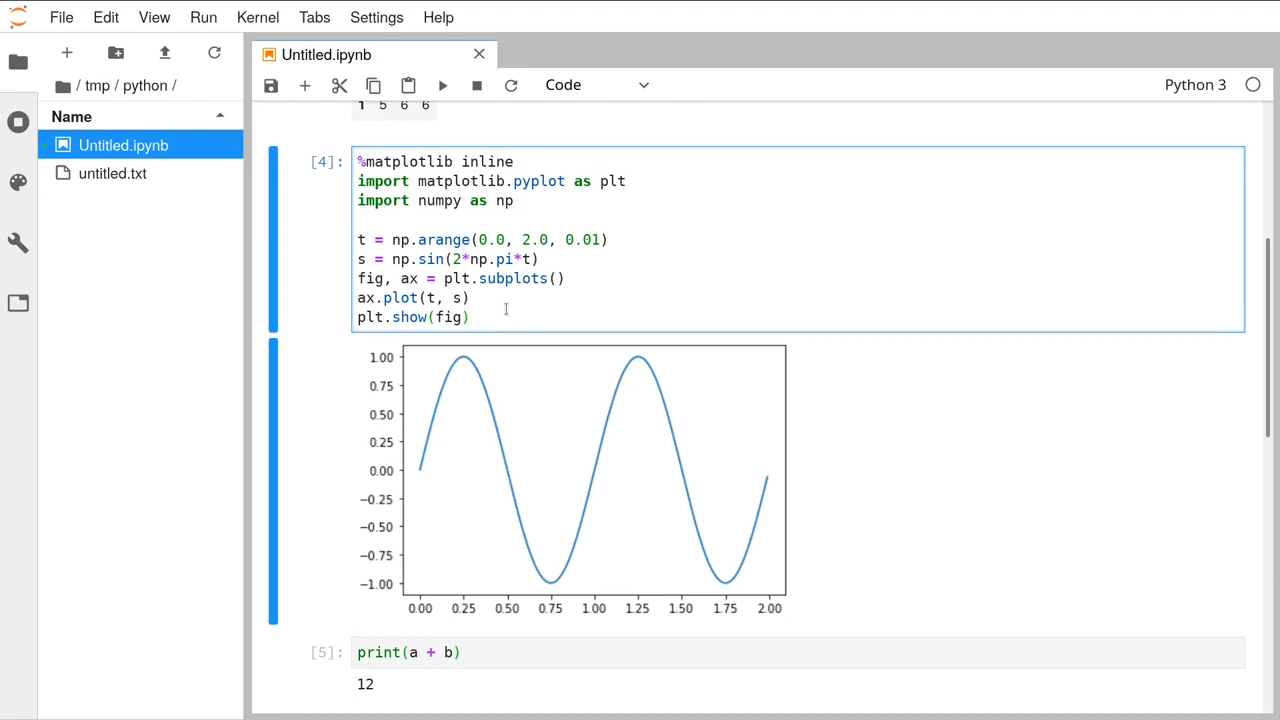 File Edit View Run Kernel Tabs Settings Help
/ tmp / python /
Name
Untitled.ipynb
untitled.txt
Untitled.ipynb
Code
Python 3
1 5 6 6
[4]:
%matplotlib inline
import matplotlib.pyplot as plt
import numpy as np
t = np.arange(0.0, 2.0, 0.01)
s = np.sin(2*np.pi*t)
fig, ax = plt.subplots()
ax.plot(t, s)
plt.show(fig)
1.00
0.75
0.50
0.25
0.00
−0.25
−0.50
−0.75
−1.00
0.00 0.25 0.50 0.75 1.00 1.25 1.50 1.75 2.00
[5]:
print(a + b)
12